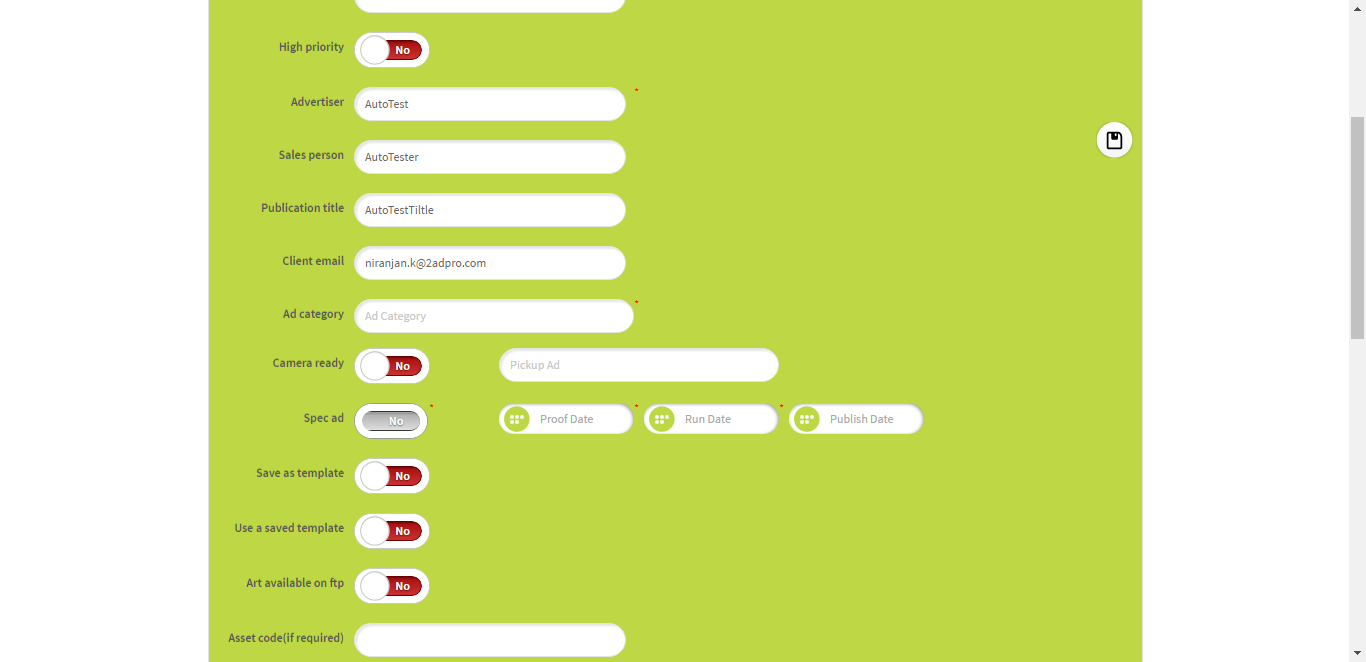 High priority No
Advertiser AutoTest *
Sales person AutoTester
Publication title AutoTestTiltle
Client email niranjan.k@2adpro.com
Ad category Ad Category *
Camera ready No Pickup Ad
Spec ad No * Proof Date * Run Date * Publish Date
Save as template No
Use a saved template No
Art available on ftp No
Asset code(if required)